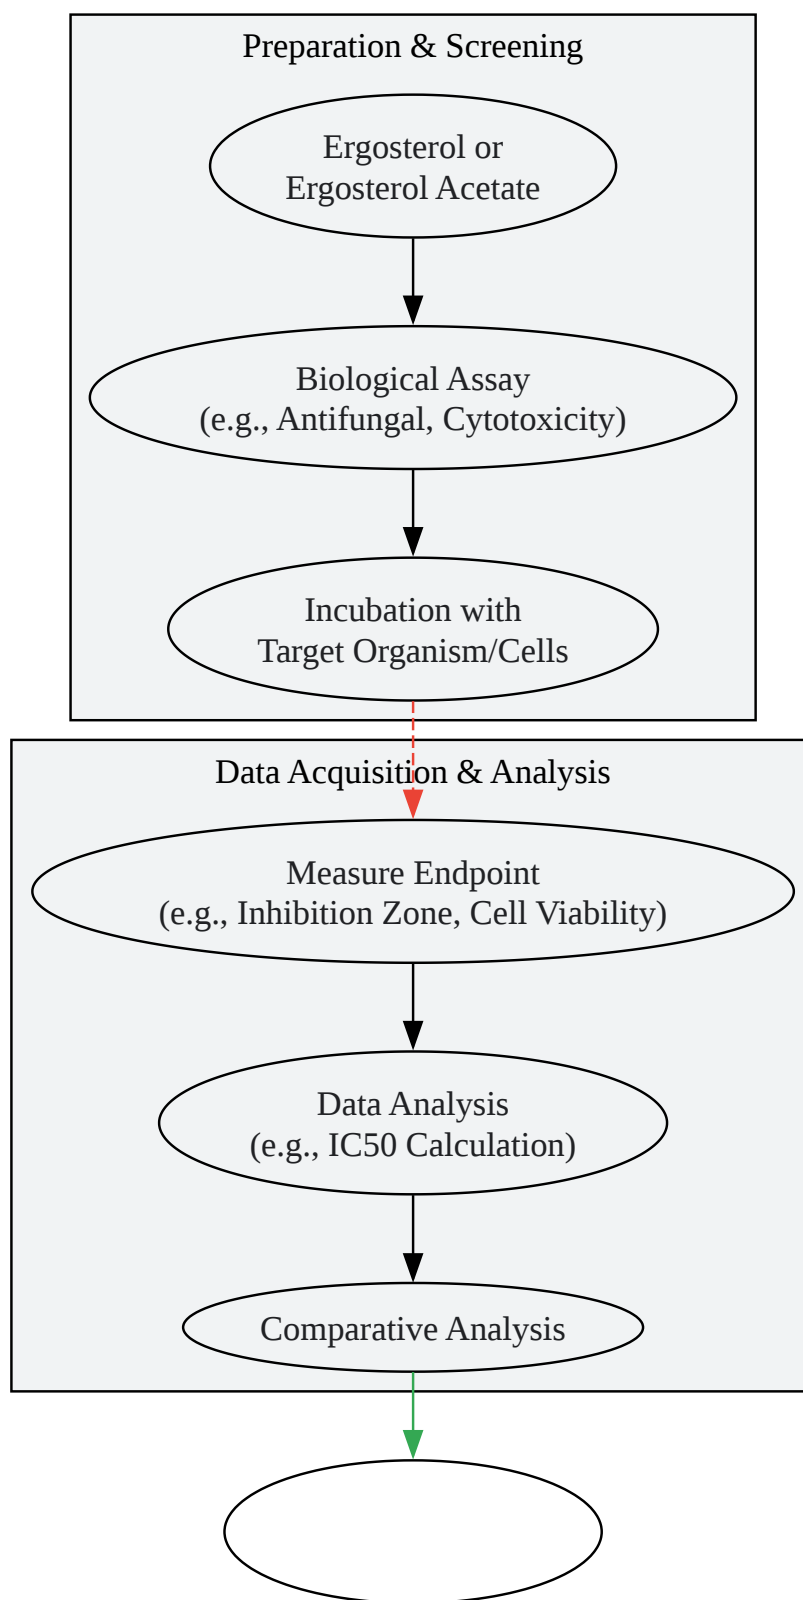 Preparation & Screening
Ergosterol or
Ergosterol Acetate
Biological Assay
(e.g., Antifungal, Cytotoxicity)
Incubation with
Target Organism/Cells
Data Acquisition & Analysis
Measure Endpoint
(e.g., Inhibition Zone, Cell Viability)
Data Analysis
(e.g., IC50 Calculation)
Comparative Analysis